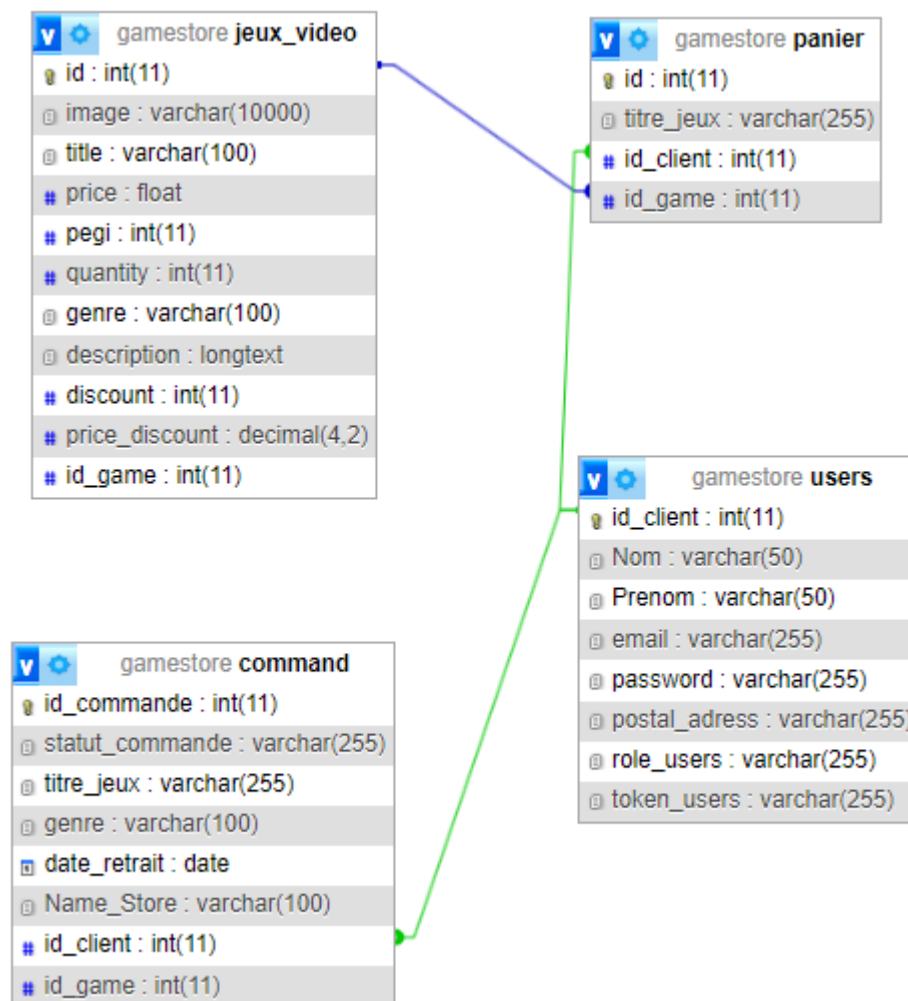 v gamestore jeux_video
id : int(11)
image : varchar(10000)
title : varchar(100)
# price : float
# pegi : int(11)
# quantity : int(11)
genre : varchar(100)
description : longtext
# discount : int(11)
# price_discount : decimal(4,2)
# id_game : int(11)
v gamestore panier
id : int(11)
titre_jeux : varchar(255)
# id_client : int(11)
# id_game : int(11)
v gamestore users
id_client : int(11)
Nom : varchar(50)
Prenom : varchar(50)
email : varchar(255)
password : varchar(255)
postal_adress : varchar(255)
role_users : varchar(255)
token_users : varchar(255)
v gamestore command
id_commande : int(11)
statut_commande : varchar(255)
titre_jeux : varchar(255)
genre : varchar(100)
date_retrait : date
Name_Store : varchar(100)
# id_client : int(11)
# id_game : int(11)